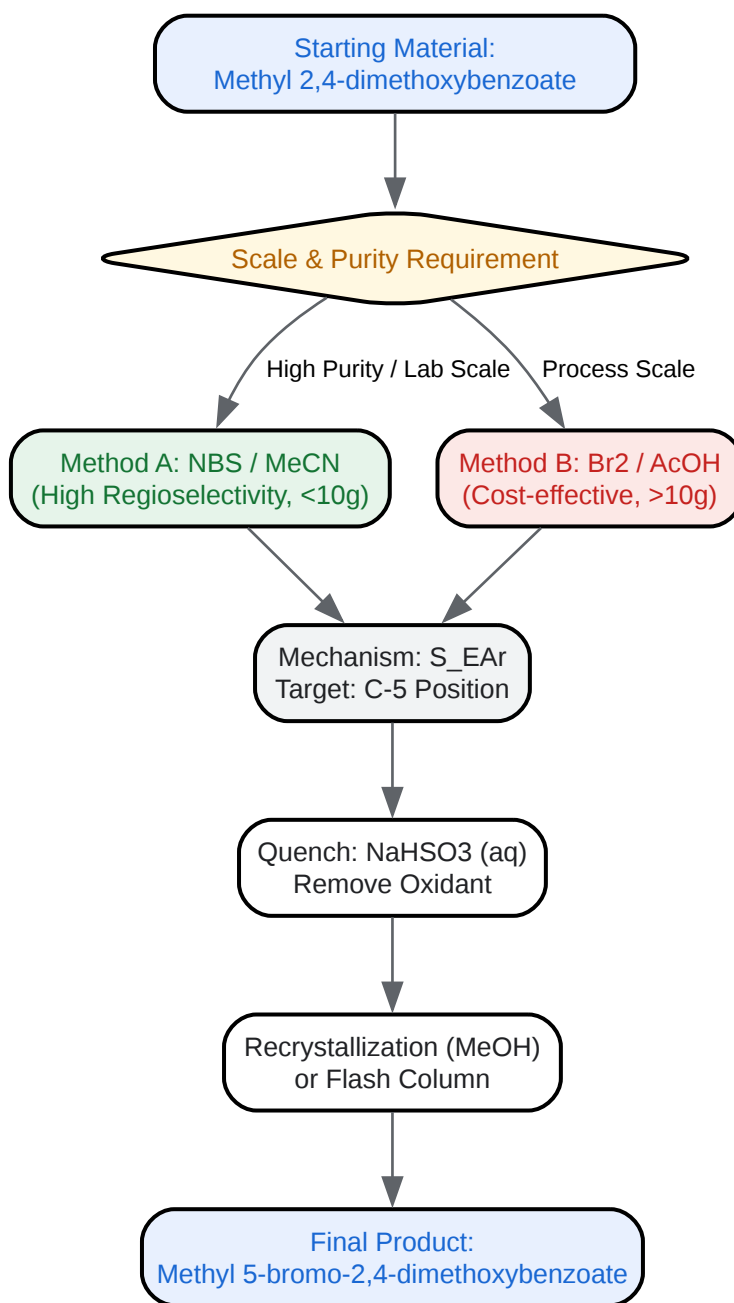 Starting Material:
Methyl 2,4-dimethoxybenzoate
Scale & Purity Requirement
High Purity / Lab Scale
Process Scale
Method A: NBS / MeCN
(High Regioselectivity, <10g)
Method B: Br2 / AcOH
(Cost-effective, >10g)
Mechanism: S_EAr
Target: C-5 Position
Quench: NaHSO3 (aq)
Remove Oxidant
Recrystallization (MeOH)
or Flash Column
Final Product:
Methyl 5-bromo-2,4-dimethoxybenzoate